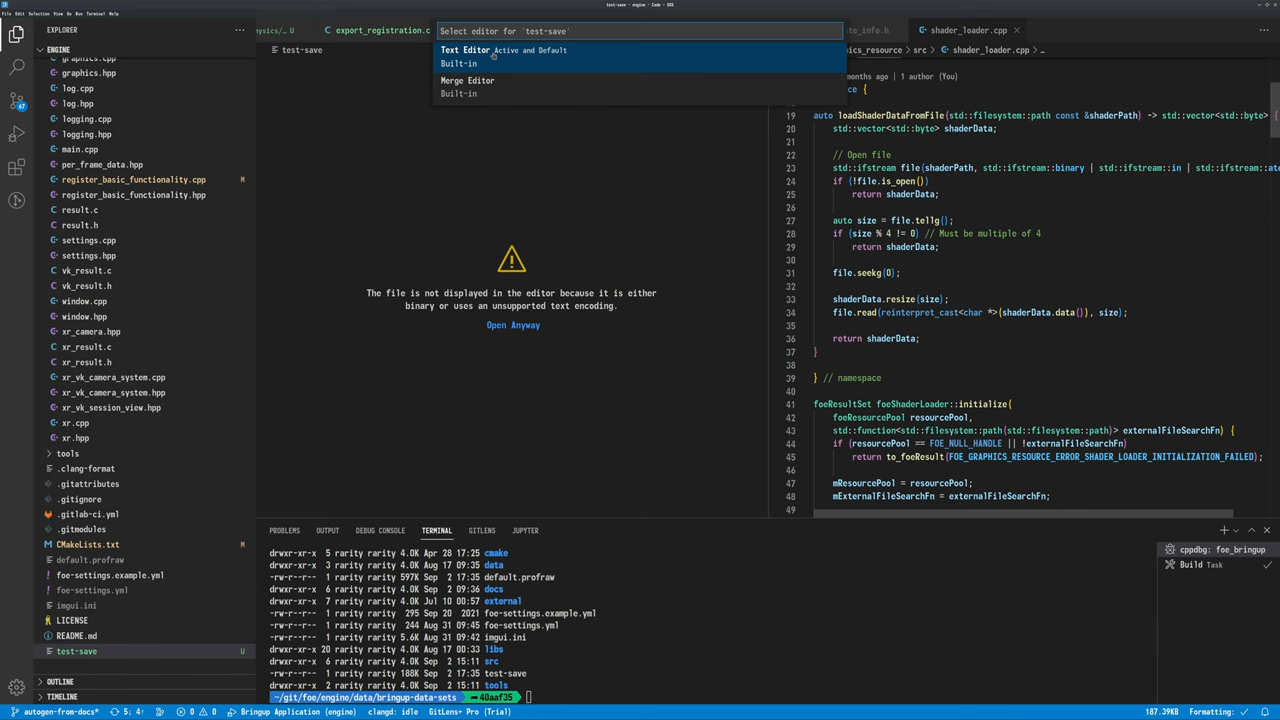 test-save - engine - Code - OSS
File Edit Selection View Go Run Terminal Help
EXPLORER
ENGINE
graphics.cpp
graphics.hpp
log.cpp
log.hpp
logging.cpp
logging.hpp
main.cpp
per_frame_data.hpp
register_basic_functionality.cpp M
register_basic_functionality.hpp
result.c
result.h
settings.cpp
settings.hpp
vk_result.c
vk_result.h
window.cpp
window.hpp
xr_camera.hpp
xr_result.c
xr_result.h
xr_vk_camera_system.cpp
xr_vk_camera_system.hpp
xr_vk_session_view.hpp
xr.cpp
xr.hpp
tools
.clang-format
.gitattributes
.gitignore
.gitlab-ci.yml
.gitmodules
CMakeLists.txt M
default.profraw
foe-settings.example.yml
foe-settings.yml
imgui.ini
LICENSE
README.md
test-save U
OUTLINE
TIMELINE
67
physics/... U
export_registration.c
test-save
Select editor for 'test-save'
Text Editor Active and Default
Built-in
Merge Editor
Built-in
The file is not displayed in the editor because it is either
binary or uses an unsupported text encoding.
Open Anyway
te_info.h
shader_loader.cpp
ics_resource > src > shader_loader.cpp > …
months ago | 1 author (You)
ce {
19 auto loadShaderDataFromFile(std::filesystem::path const &shaderPath) -> std::vector<std::byte> {
20 std::vector<std::byte> shaderData;
21
22 // Open file
23 std::ifstream file(shaderPath, std::ifstream::binary | std::ifstream::in | std::ifstream::ate
24 if (!file.is_open())
25 return shaderData;
26
27 auto size = file.tellg();
28 if (size % 4 != 0) // Must be multiple of 4
29 return shaderData;
30
31 file.seekg(0);
32
33 shaderData.resize(size);
34 file.read(reinterpret_cast<char *>(shaderData.data()), size);
35
36 return shaderData;
37 }
38
39 } // namespace
40
41 foeResultSet foeShaderLoader::initialize(
42 foeResourcePool resourcePool,
43 std::function<std::filesystem::path(std::filesystem::path)> externalFileSearchFn) {
44 if (resourcePool == FOE_NULL_HANDLE || !externalFileSearchFn)
45 return to_foeResult(FOE_GRAPHICS_RESOURCE_ERROR_SHADER_LOADER_INITIALIZATION_FAILED);
46
47 mResourcePool = resourcePool;
48 mExternalFileSearchFn = externalFileSearchFn;
49
PROBLEMS OUTPUT DEBUG CONSOLE TERMINAL GITLENS JUPYTER
drwxr-xr-x 5 rarity rarity 4.0K Apr 28 17:25 cmake
drwxr-xr-x 3 rarity rarity 4.0K Aug 17 09:35 data
-rw-r--r-- 1 rarity rarity 597K Sep 2 17:35 default.profraw
drwxr-xr-x 6 rarity rarity 4.0K Sep 2 09:36 docs
drwxr-xr-x 7 rarity rarity 4.0K Jul 10 00:57 external
-rw-r--r-- 1 rarity rarity 295 Sep 20 2021 foe-settings.example.yml
-rw-r--r-- 1 rarity rarity 244 Aug 31 09:45 foe-settings.yml
-rw-r--r-- 1 rarity rarity 5.6K Aug 31 09:42 imgui.ini
drwxr-xr-x 20 rarity rarity 4.0K Aug 17 00:33 libs
drwxr-xr-x 6 rarity rarity 4.0K Sep 2 15:11 src
-rw-r--r-- 1 rarity rarity 188K Sep 2 17:35 test-save
drwxr-xr-x 2 rarity rarity 4.0K Sep 2 15:11 tools
~/git/foe/engine/data/bringup-data-sets ➦ 40aaf35
cppdbg: foe_bringup
Build Task
autogen-from-docs* 5↓ 4↑ 0 0 Bringup Application (engine) clangd: idle GitLens+ Pro (Trial) 187.39KB Formatting: ✓